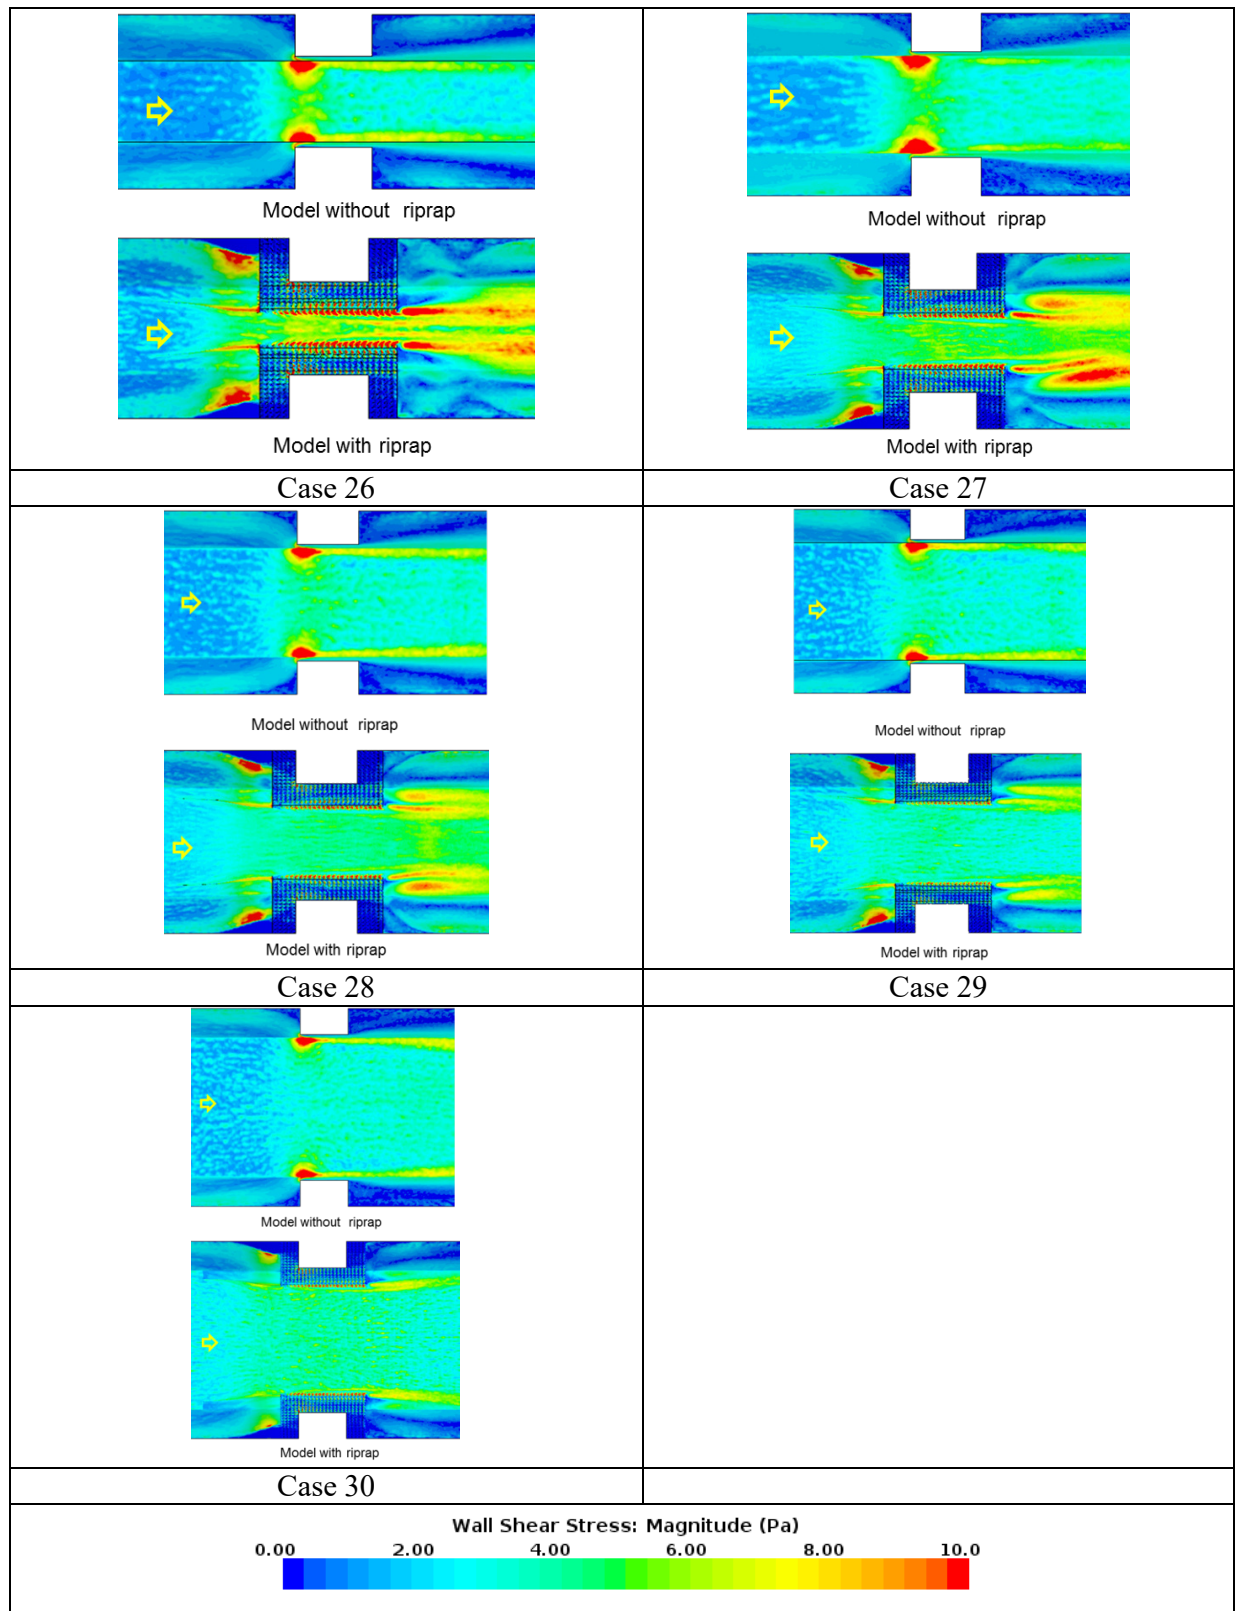 Model without riprap
Model with riprap
Model without riprap
Model with riprap
Case 26
Case 27
Model without riprap
Model with riprap
Model without riprap
Model with riprap
Case 28
Case 29
Model without riprap
Model with riprap
Case 30
Wall Shear Stress: Magnitude (Pa)
0.00 2.00 4.00 6.00 8.00 10.0